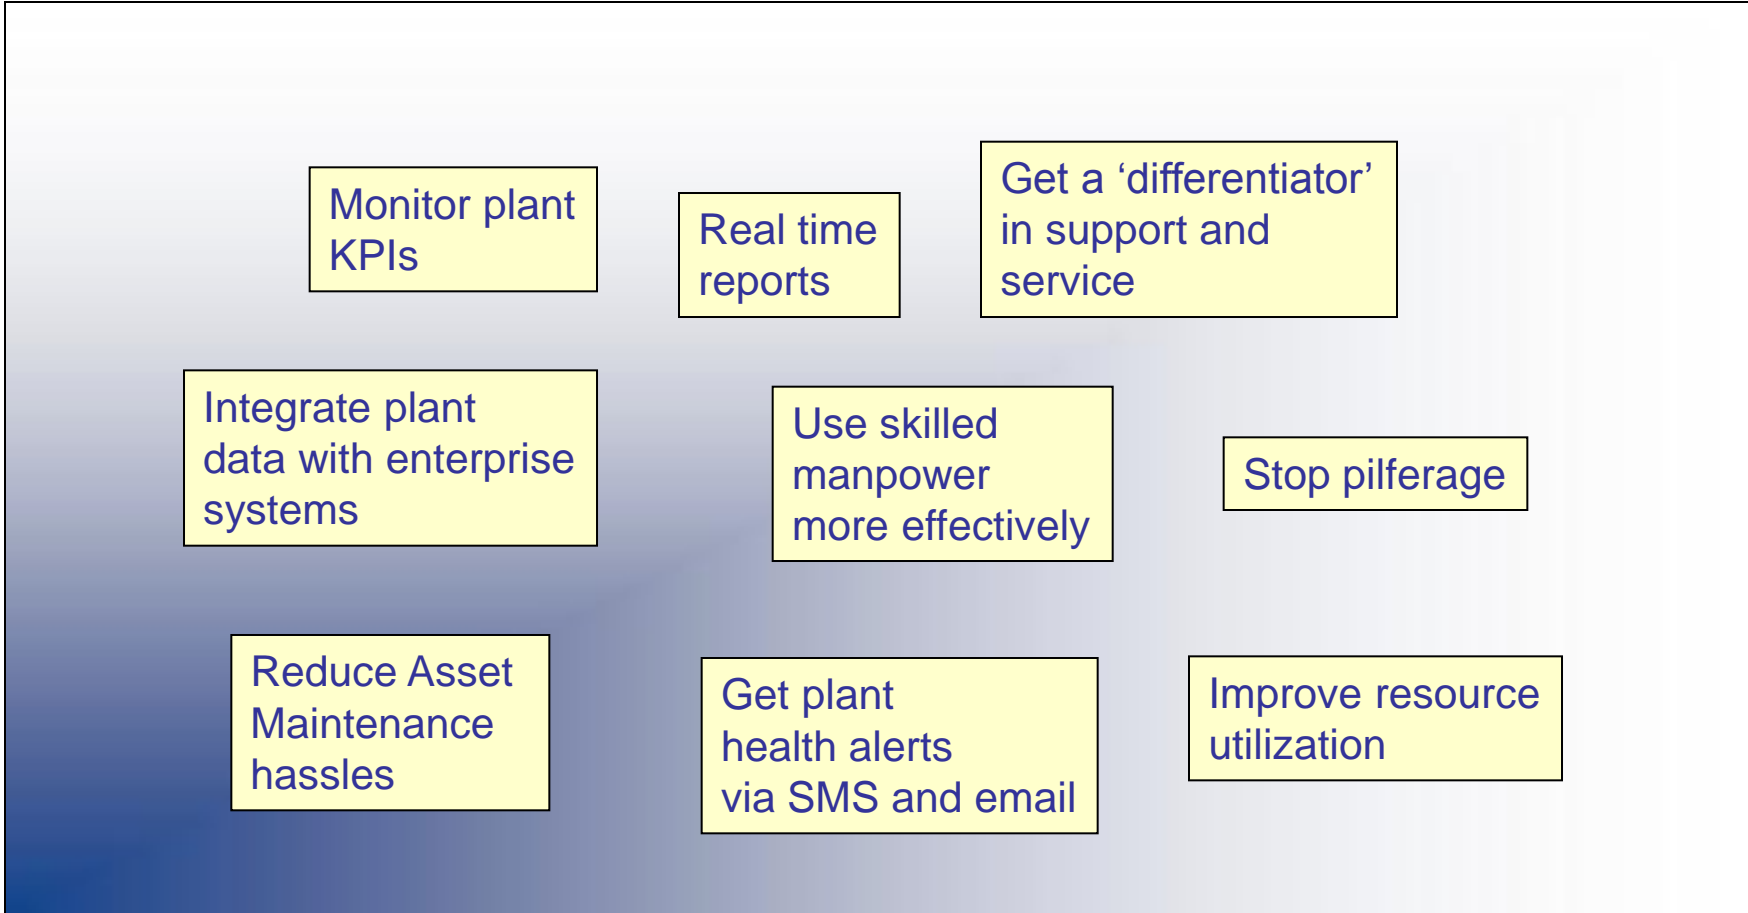 Monitor plant
KPIs
Real time
reports
Get a ‘differentiator’
in support and
service
Integrate plant
data with enterprise
systems
Use skilled
manpower
more effectively
Stop pilferage
Reduce Asset
Maintenance
hassles
Get plant
health alerts
via SMS and email
Improve resource
utilization